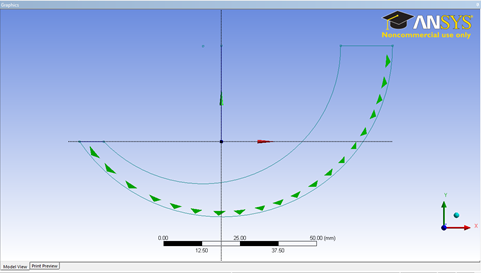 Graphics
ANSYS
Noncommercial use only
Y
X
0.00 25.00 50.00 (mm)
12.50 37.50
Model View Print Preview